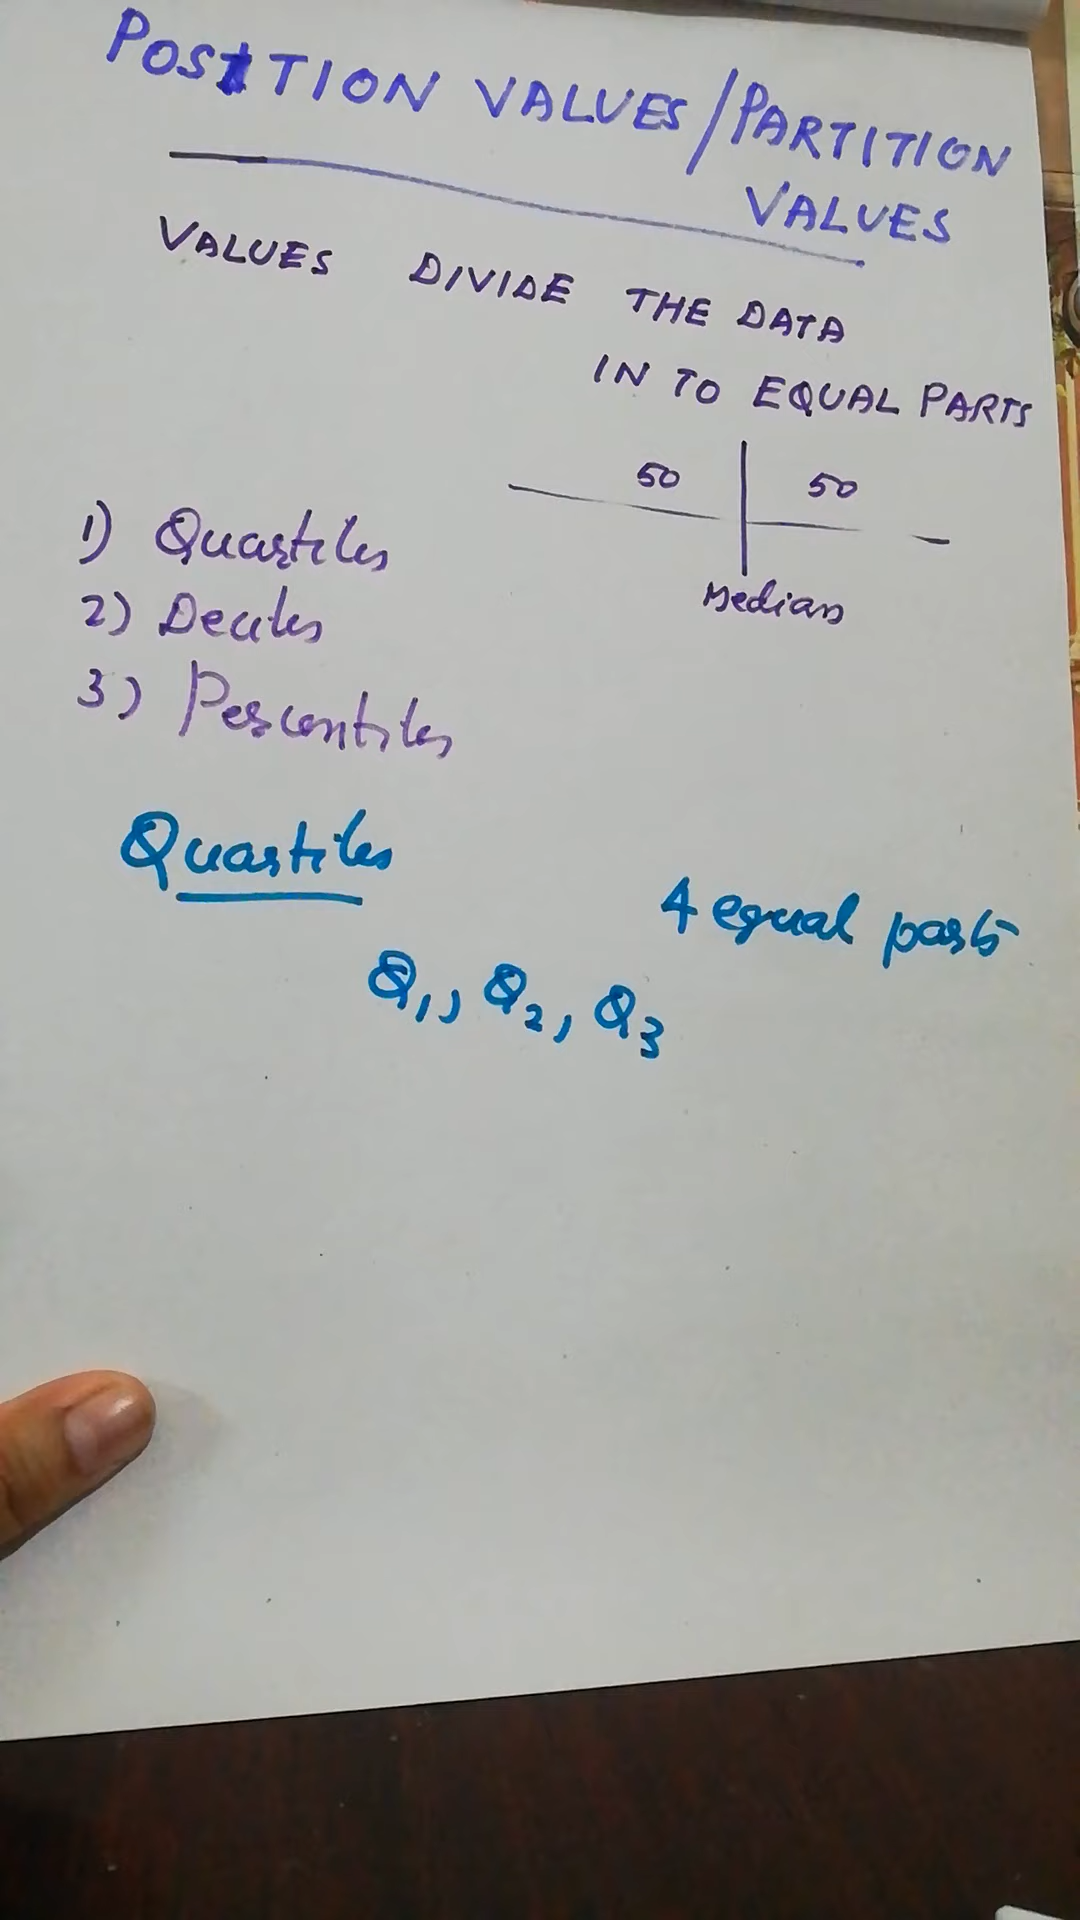 POSITION VALUES/PARTITION
VALUES
VALUES DIVIDE THE DATA
IN TO EQUAL PARTS
50 50
Median
1) Quartiles
2) Deciles
3) Percentiles
Quartiles
4 equal parts
Q1, Q2, Q3